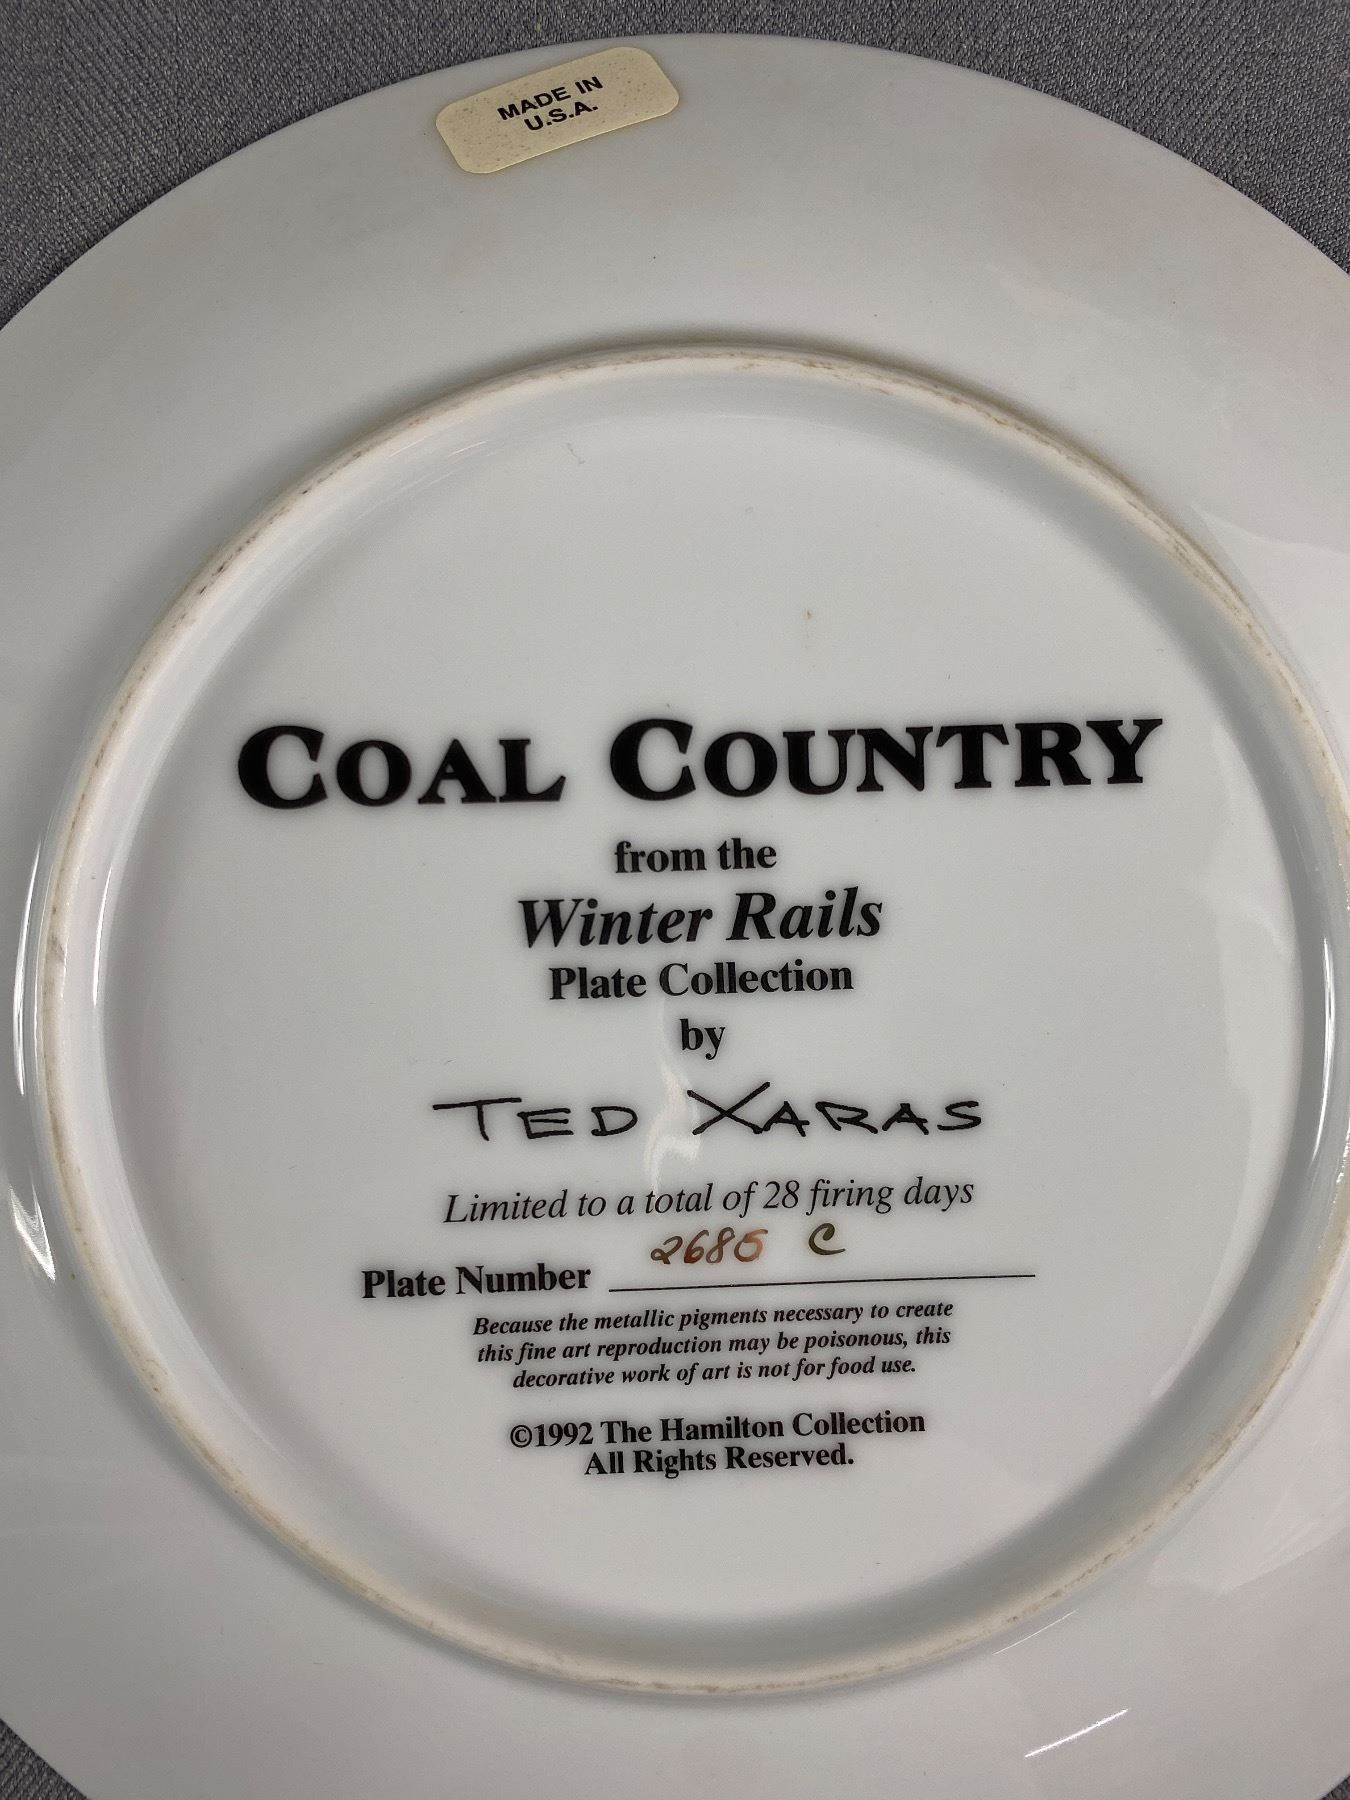 MADE IN
U.S.A.
COAL COUNTRY
from the
Winter Rails
Plate Collection
by
TED XARAS
Limited to a total of 28 firing days
Plate Number 2685 C
Because the metallic pigments necessary to create
this fine art reproduction may be poisonous, this
decorative work of art is not for food use.
©1992 The Hamilton Collection
All Rights Reserved.